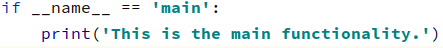 if __name__ == 'main':
    print('This is the main functionality.')